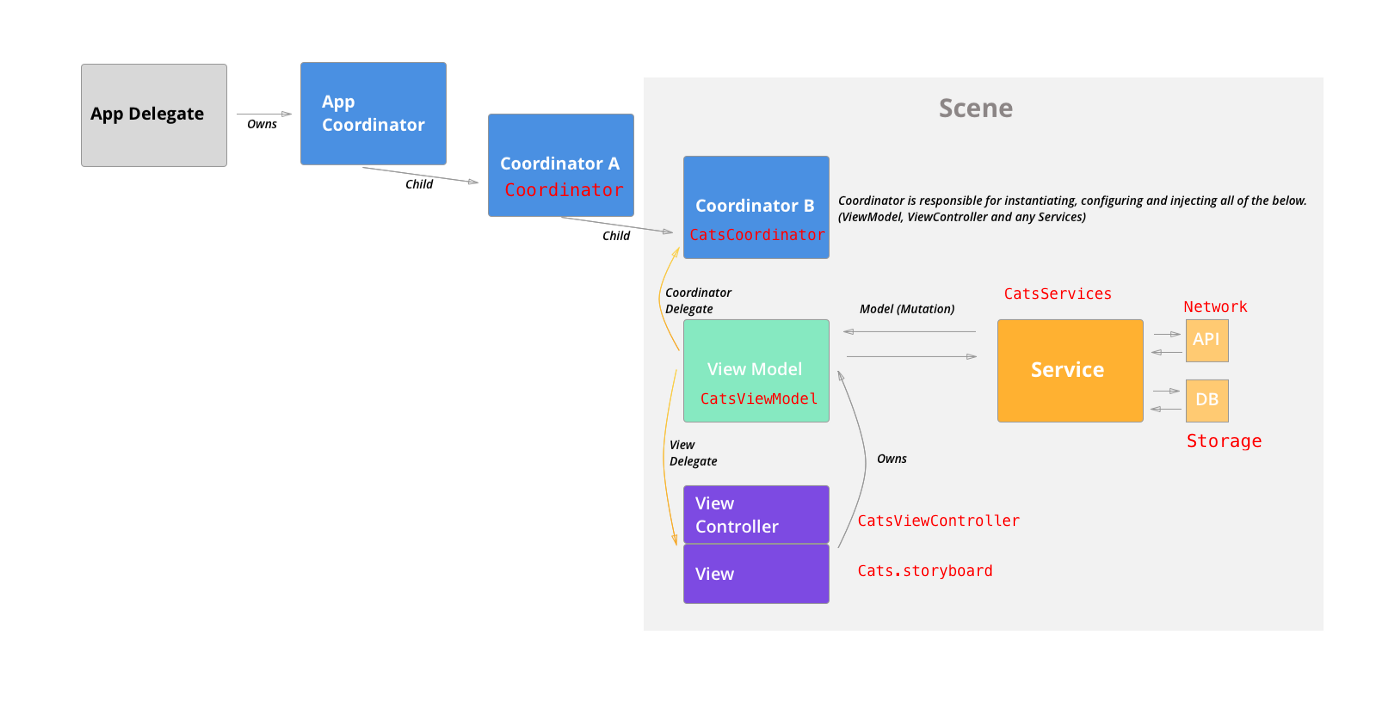 App Delegate
Owns
App
Coordinator
Child
Coordinator A
Coordinator
Child
Scene
Coordinator B
CatsCoordinator
Coordinator is responsible for instantiating, configuring and injecting all of the below.
(ViewModel, ViewController and any Services)
Coordinator
Delegate
Model (Mutation)
CatsServices
Network
API
View Model
CatsViewModel
Service
DB
Storage
View
Delegate
Owns
View
Controller
CatsViewController
View
Cats.storyboard